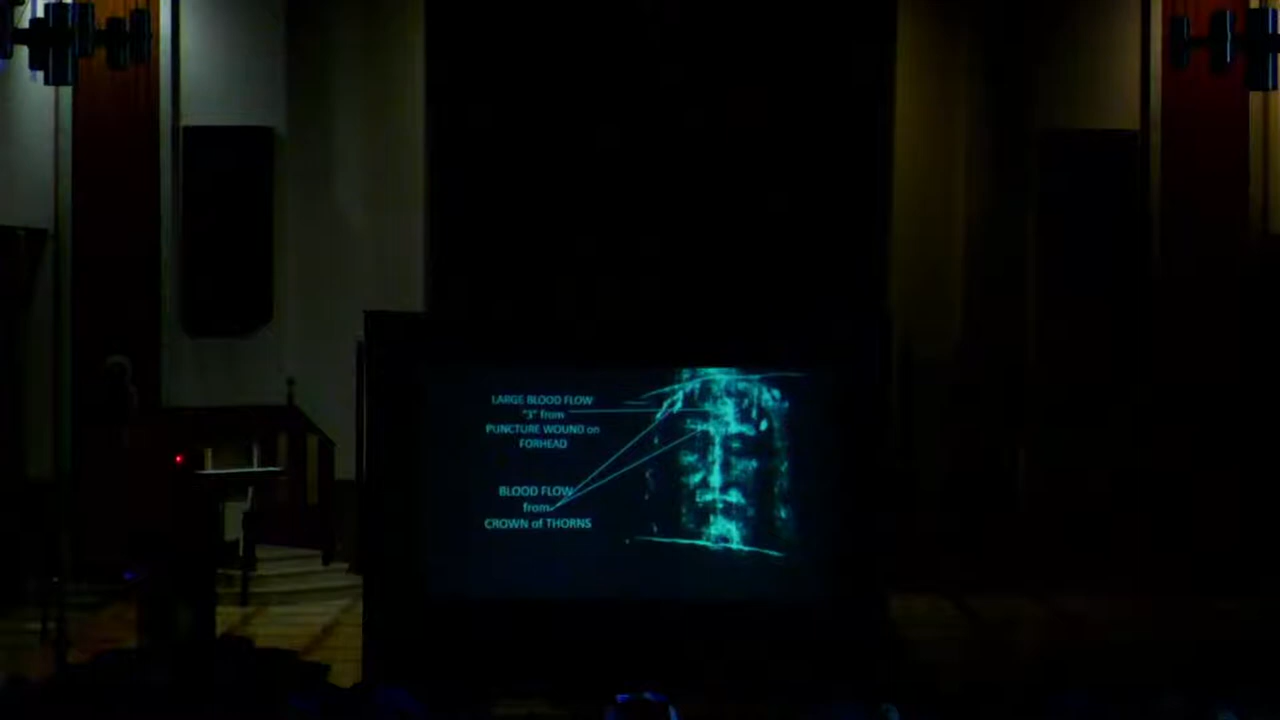 LARGE BLOOD FLOW
"3" from
PUNCTURE WOUND on
FORHEAD
BLOOD FLOW
from
CROWN of THORNS